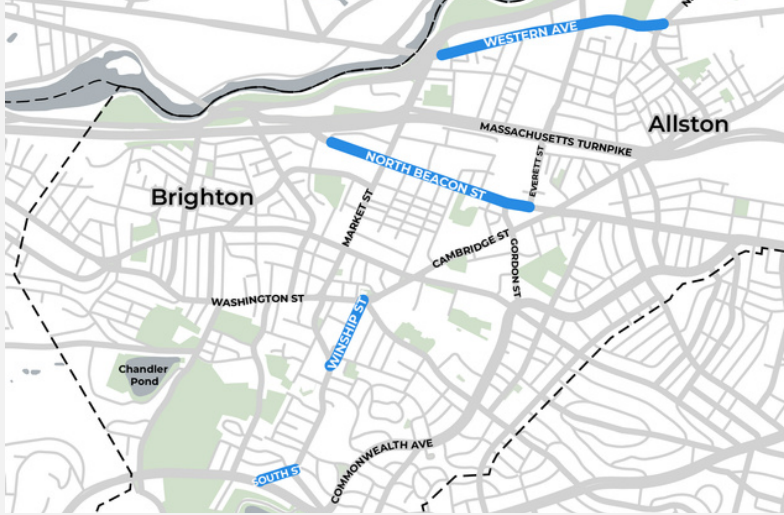 WESTERN AVE
Allston
MASSACHUSETTS TURNPIKE
NORTH BEACON ST
EVERETT ST
Brighton
MARKET ST
CAMBRIDGE ST
GORDON ST
WASHINGTON ST
WINSHIP ST
Chandler
Pond
COMMONWEALTH AVE
SOUTH ST